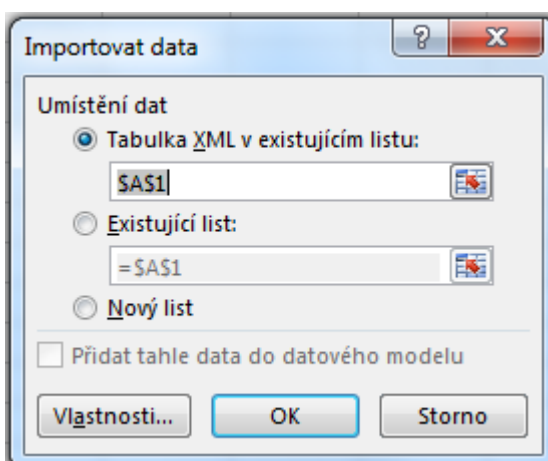 Importovat data
Umístění dat
Tabulka XML v existujícím listu:
$A$1
Existující list:
=$A$1
Nový list
Přidat tahle data do datového modelu
Vlastnosti... OK Storno